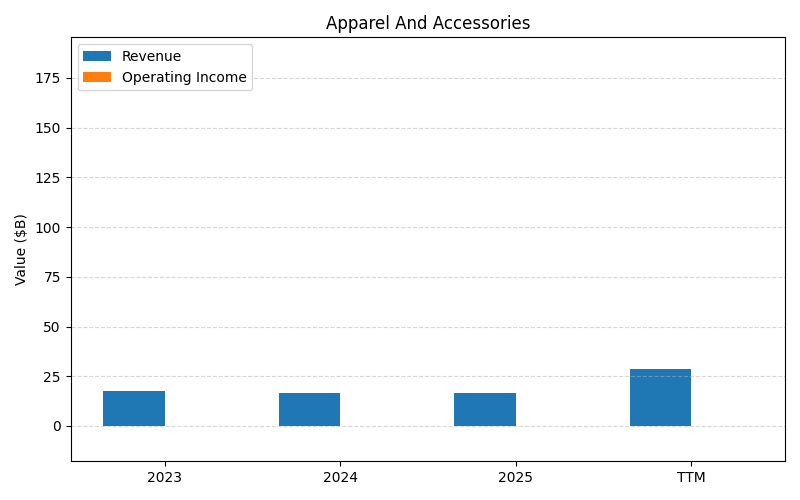 Apparel And Accessories
Revenue
Operating Income
Value ($B)
175
150
125
100
75
50
25
0
2023 2024 2025 TTM